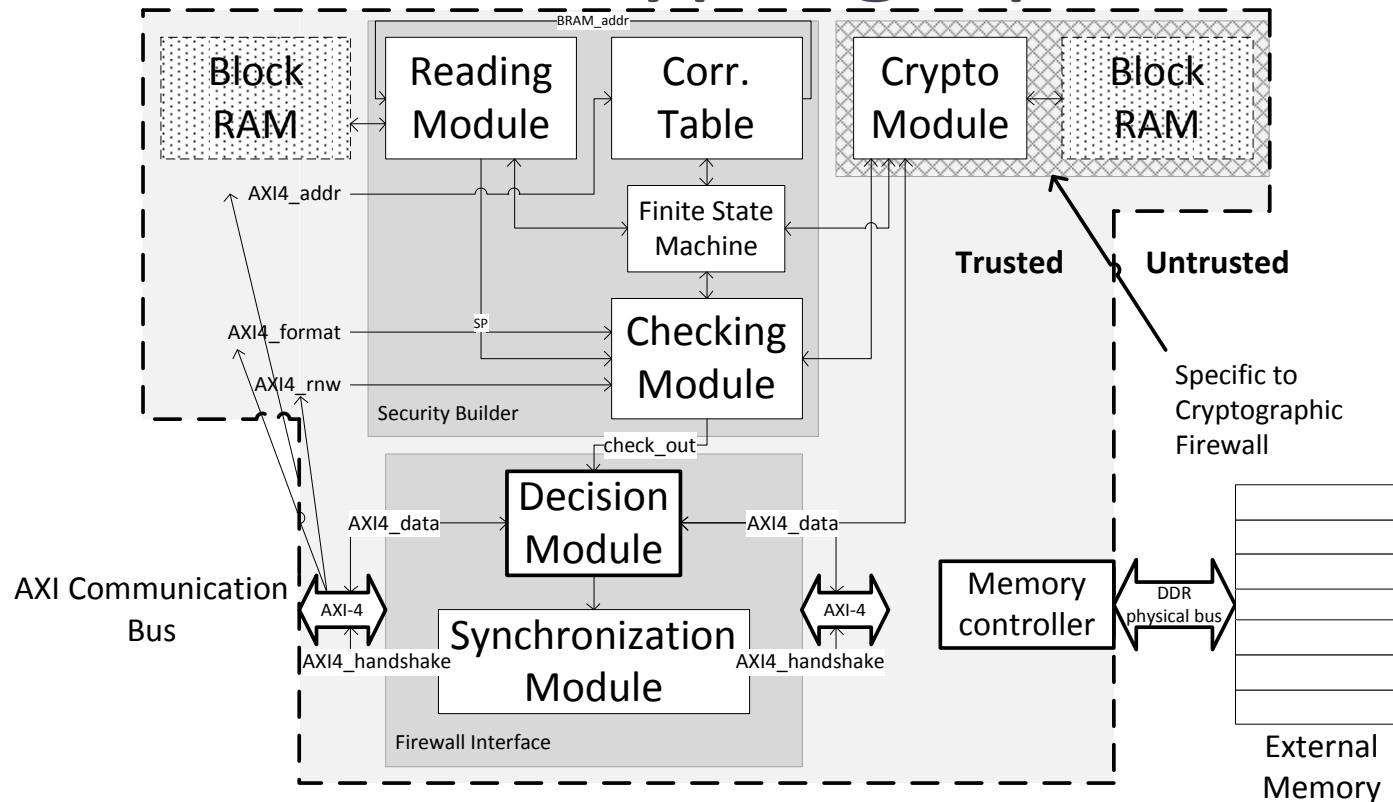 BRAM_addr
Block
RAM
Reading
Module
Corr.
Table
Crypto
Module
Block
RAM
AXI4_addr
Finite State
Machine
Trusted
Untrusted
AXI4_format
SP
Checking
Module
AXI4_rnw
Security Builder
Specific to
Cryptographic
Firewall
check_out
Decision
Module
AXI4_data
AXI4_data
AXI Communication
Bus
AXI-4
AXI-4
Memory
controller
DDR
physical bus
Synchronization
Module
AXI4_handshake
AXI4_handshake
Firewall Interface
External
Memory